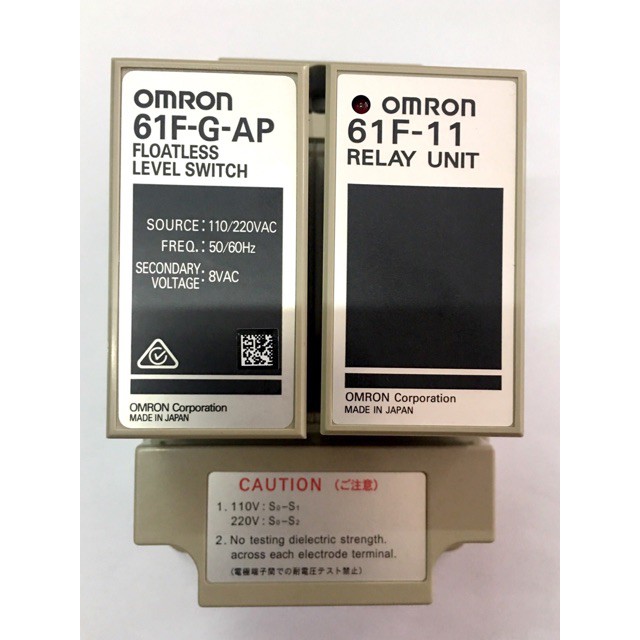 OMRON
61F-G-AP
FLOATLESS
LEVEL SWITCH
SOURCE: 110/220VAC
FREQ.: 50/60Hz
SECONDARY
VOLTAGE: 8VAC
OMRON Corporation
MADE IN JAPAN
OMRON
61F-11
RELAY UNIT
OMRON Corporation
MADE IN JAPAN
CAUTION (ご注意)
1. 110V: S₀-S₁
220V: S₀-S₂
2. No testing dielectric strength.
across each electrode terminal.
(電極端子間での耐電圧テスト禁止)